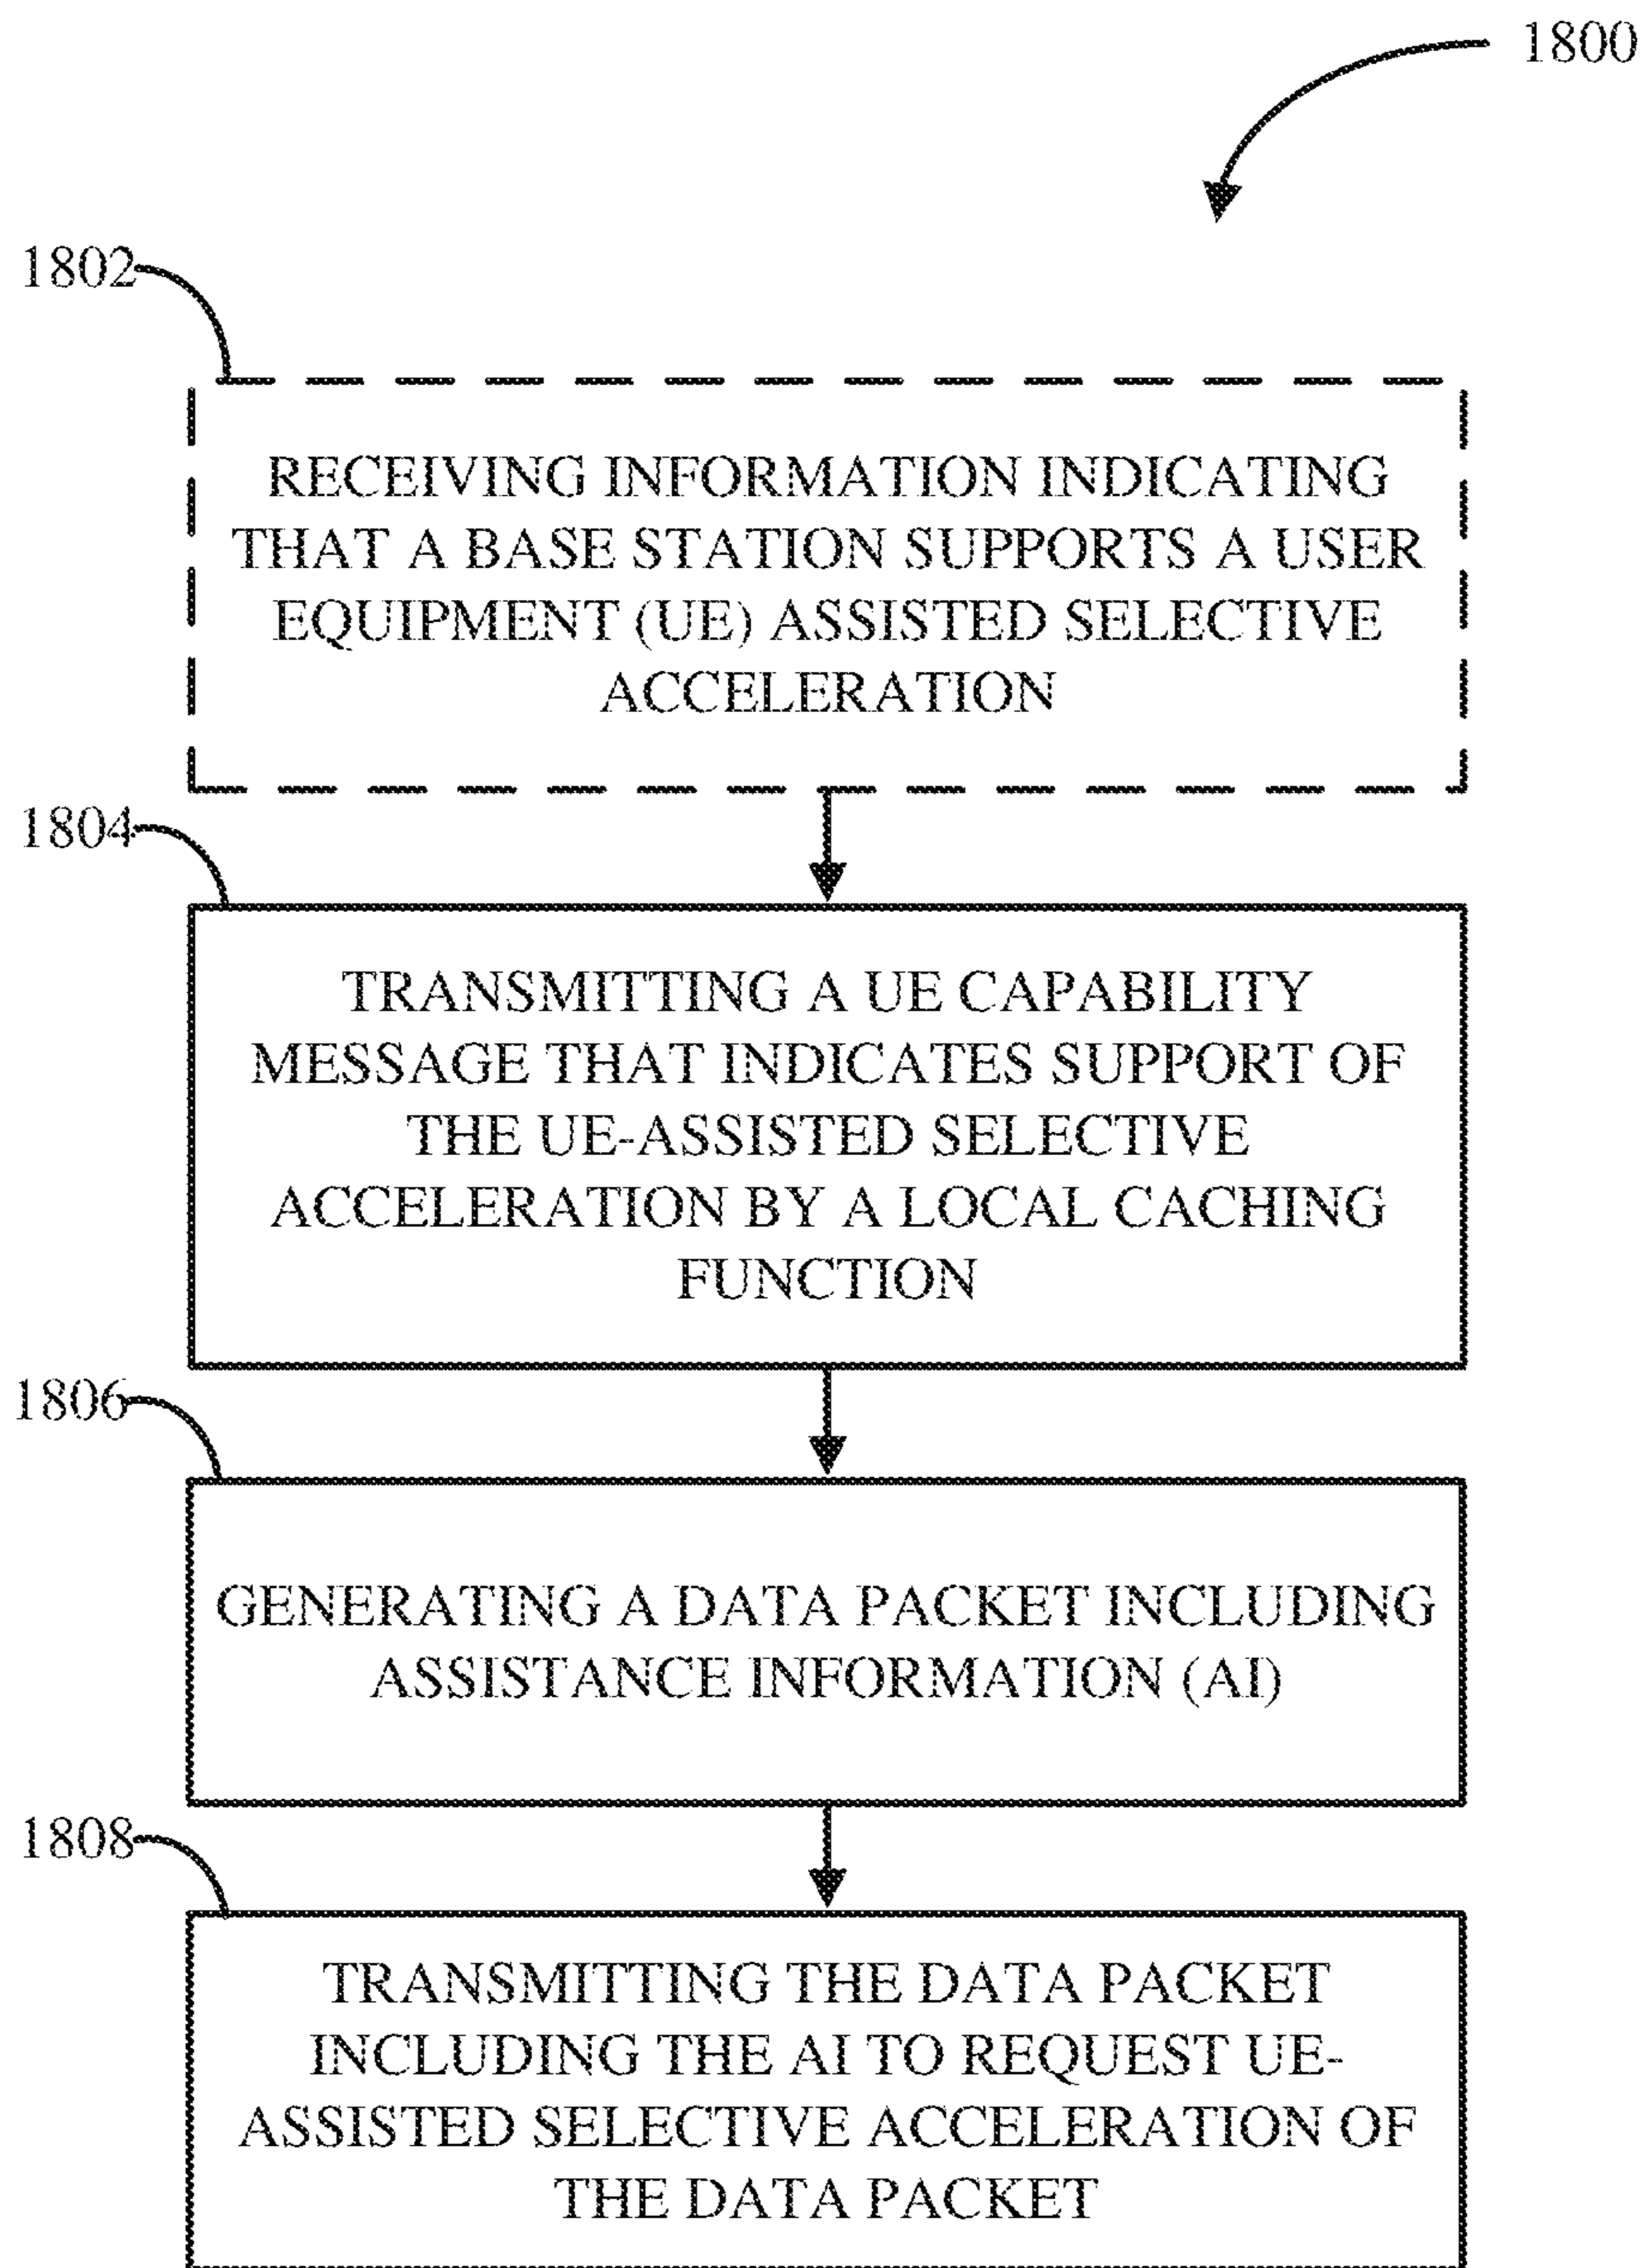 1800
1802
RECEIVING INFORMATION INDICATING
THAT A BASE STATION SUPPORTS A USER
EQUIPMENT (UE) ASSISTED SELECTIVE
ACCELERATION
1804
TRANSMITTING A UE CAPABILITY
MESSAGE THAT INDICATES SUPPORT OF
THE UE-ASSISTED SELECTIVE
ACCELERATION BY A LOCAL CACHING
FUNCTION
1806
GENERATING A DATA PACKET INCLUDING
ASSISTANCE INFORMATION (AI)
1808
TRANSMITTING THE DATA PACKET
INCLUDING THE AI TO REQUEST UE-
ASSISTED SELECTIVE ACCELERATION OF
THE DATA PACKET